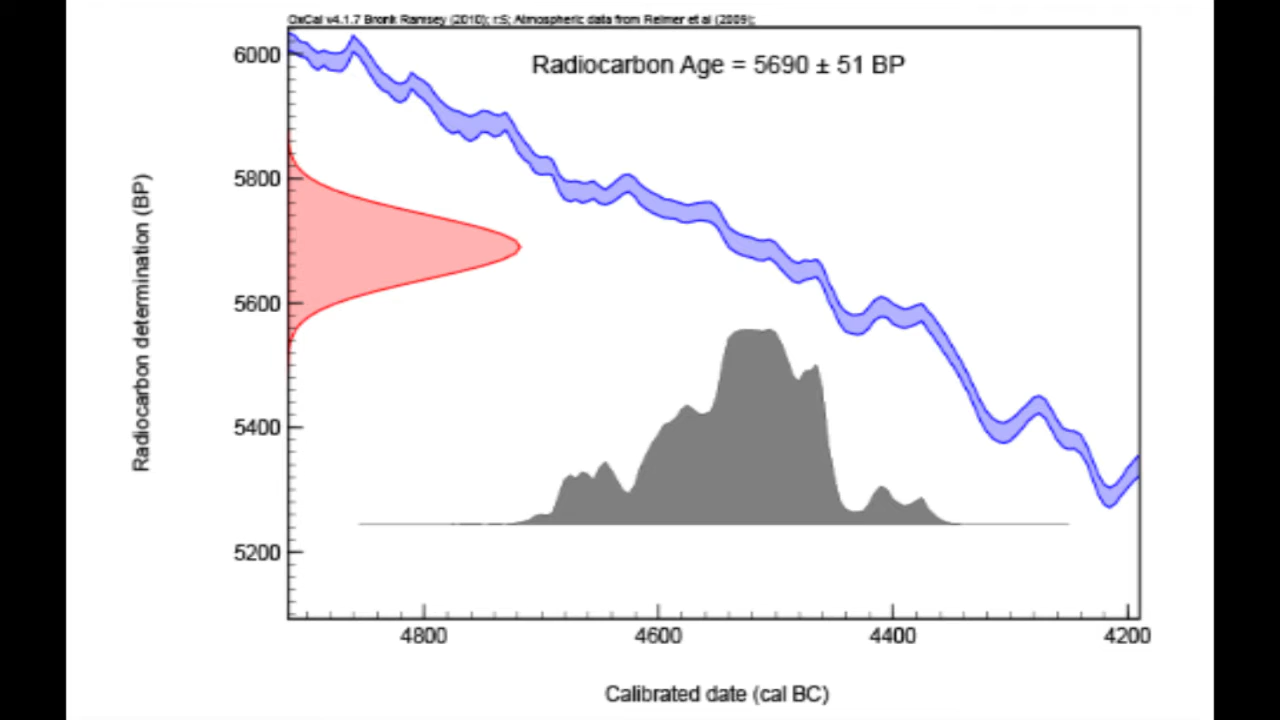 OxCal v4.1.7 Bronk Ramsey (2010); r:5; Atmospheric data from Reimer et al (2009);
Radiocarbon Age = 5690 ± 51 BP
6000
5800
5600
5400
5200
Radiocarbon determination (BP)
4800 4600 4400 4200
Calibrated date (cal BC)